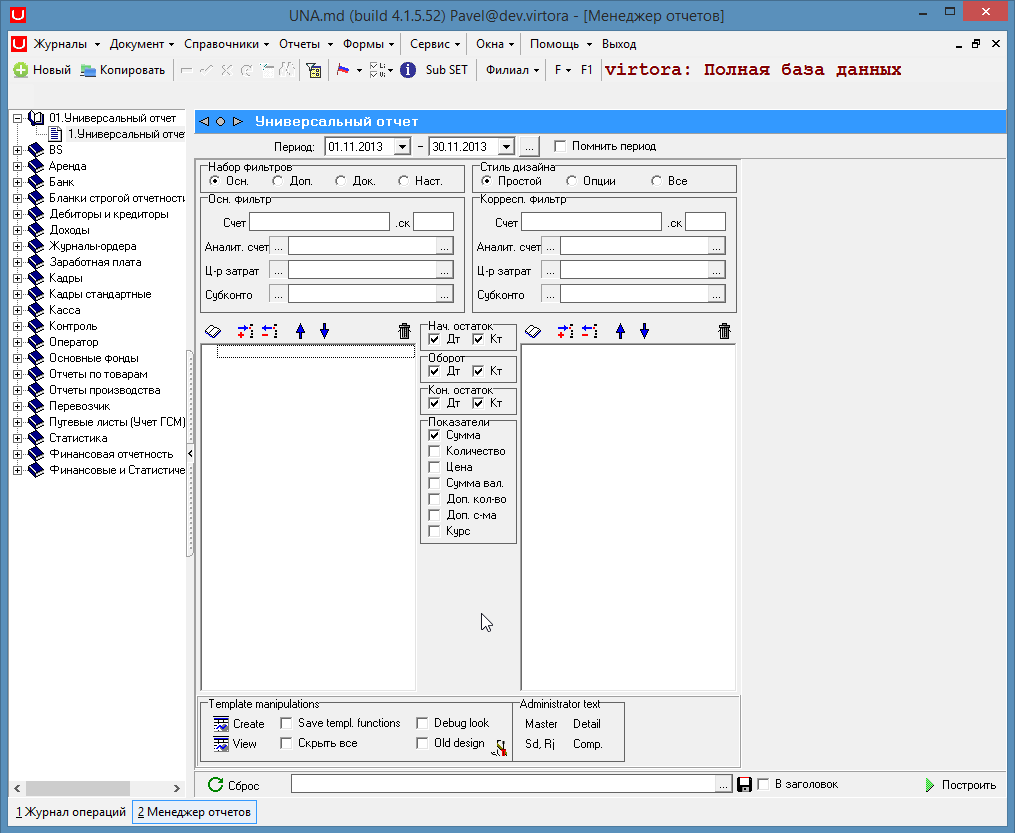 UNA.md (build 4.1.5.52) Pavel@dev.virtora - [Менеджер отчетов]
Журналы Документ Справочники Отчеты Формы Сервис Окна Помощь Выход
Новый Копировать Sub SET Филиал F F1 virtora: Полная база данных
01.Универсальный отчет
1.Универсальный отче
BS
Аренда
Банк
Бланки строгой отчетности
Дебиторы и кредиторы
Доходы
Журналы-ордера
Заработная плата
Кадры
Кадры стандартные
Касса
Контроль
Оператор
Основные фонды
Отчеты по товарам
Отчеты производства
Перевозчик
Путевые листы (Учет ГСМ)
Статистика
Финансовая отчетность
Финансовые и Статистиче
Универсальный отчет
Период: 01.11.2013 - 30.11.2013 ... Помнить период
Набор фильтров
Осн. Доп. Док. Наст.
Стиль дизайна
Простой Опции Все
Осн. фильтр
Счет .ск
Аналит. счет ... ...
Ц-р затрат ... ...
Субконто ... ...
Корресп. фильтр
Счет .ск
Аналит. счет ... ...
Ц-р затрат ... ...
Субконто ... ...
Нач. остаток
Дт Кт
Оборот
Дт Кт
Кон. остаток
Дт Кт
Показатели
Сумма
Количество
Цена
Сумма вал.
Доп. кол-во
Доп. с-ма
Курс
Template manipulations
Create Save templ. functions Debug look
View Скрыть все Old design
Administrator text
Master Detail
Sd, Rj Comp.
Сброс ... В заголовок Построить
1 Журнал операций 2 Менеджер отчетов